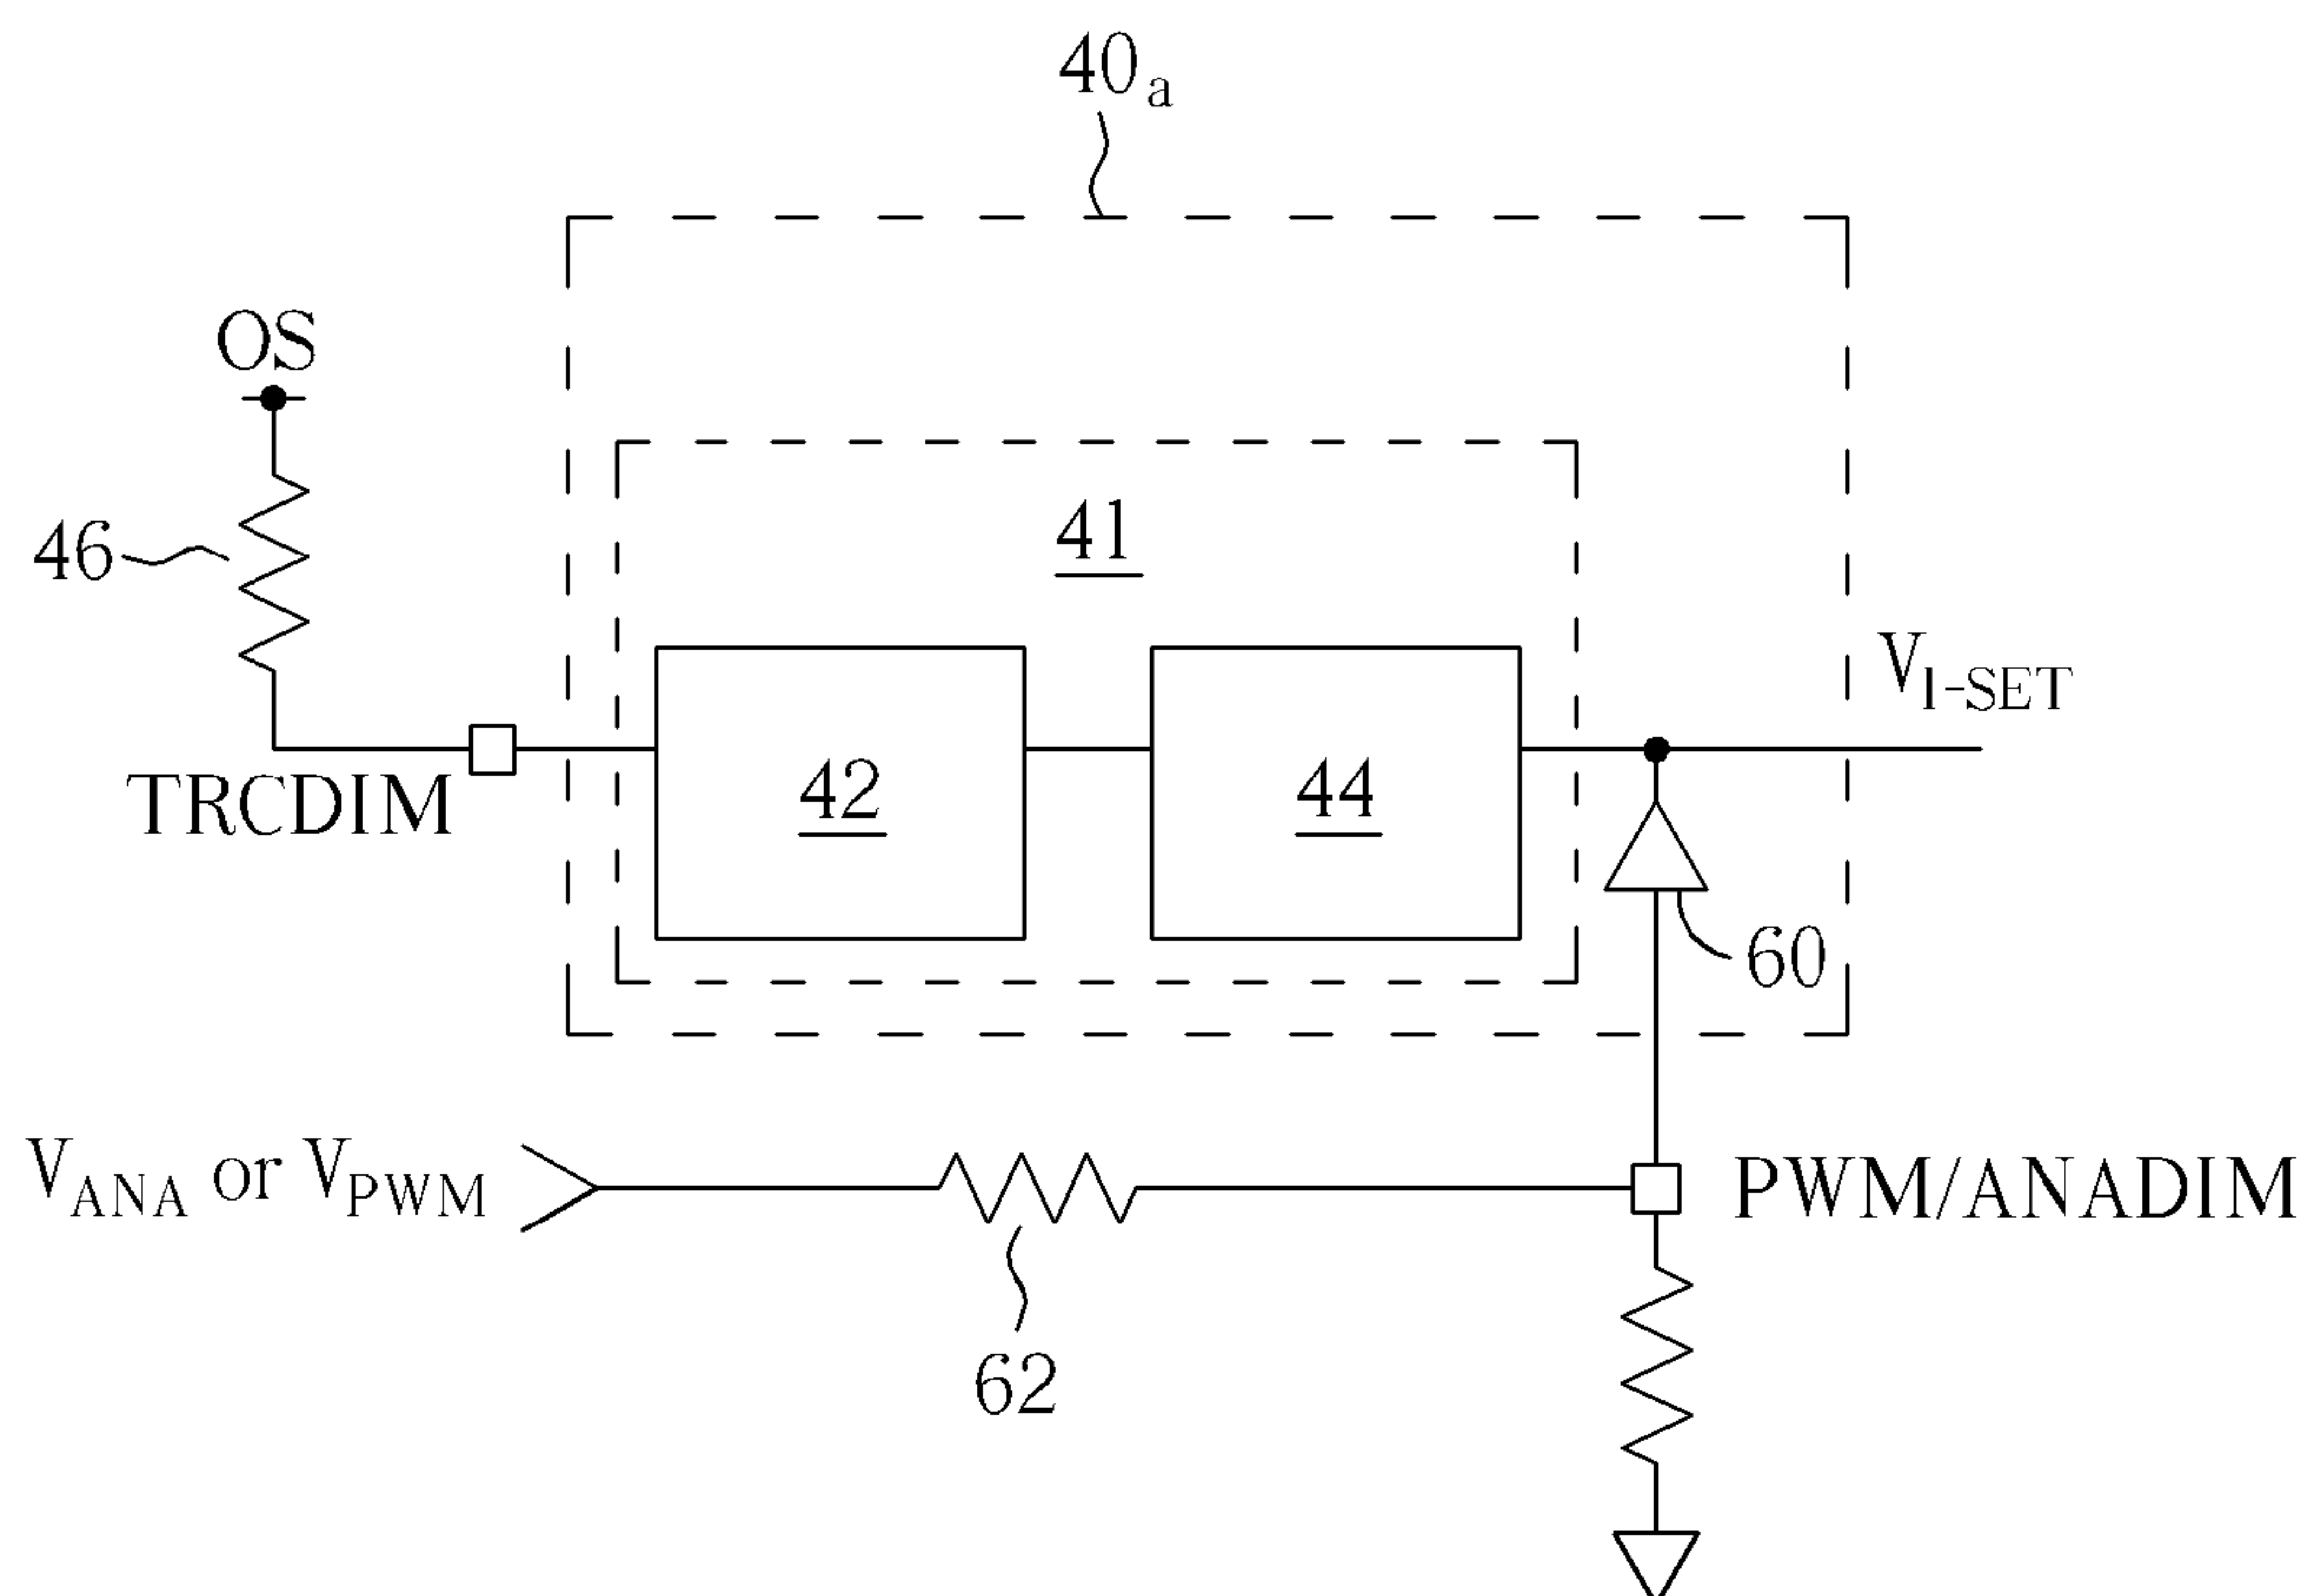 40a
OS
46
41
VI-SET
42
44
TRCDIM
60
VANA or VPWM
PWM/ANADIM
62